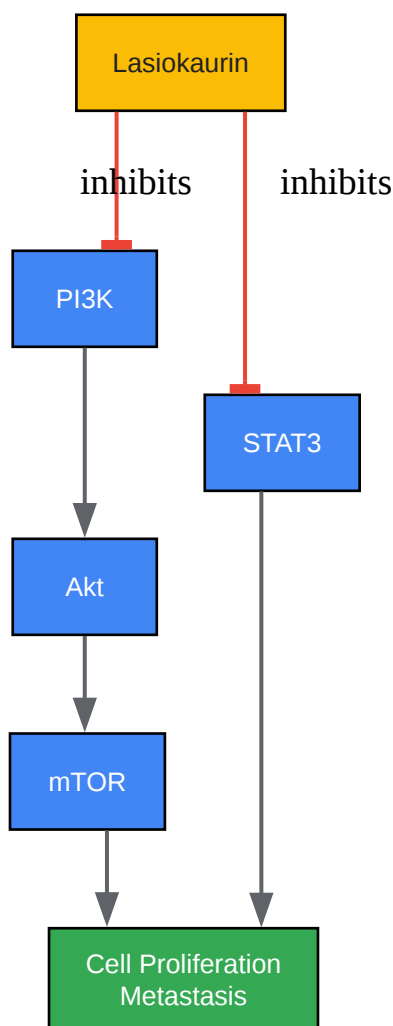 Lasiokaurin
inhibits
inhibits
PI3K
STAT3
Akt
mTOR
Cell Proliferation
Metastasis